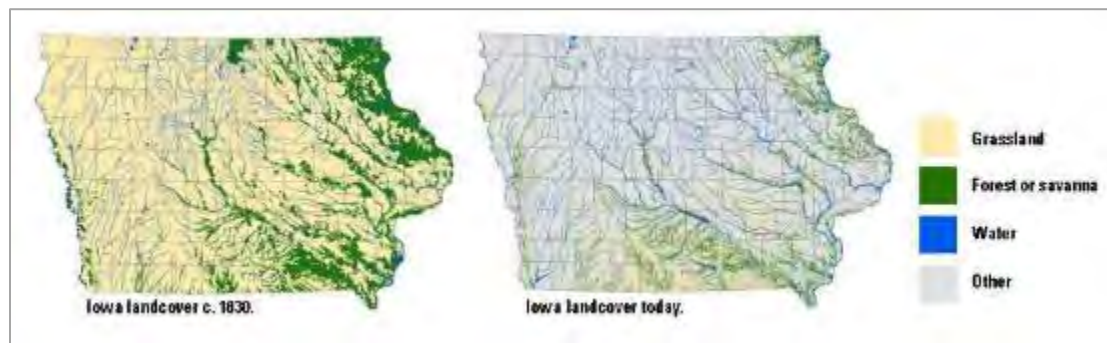 Grassland
Forest or savanna
Water
Other
Iowa landcover c. 1830.
Iowa landcover today.